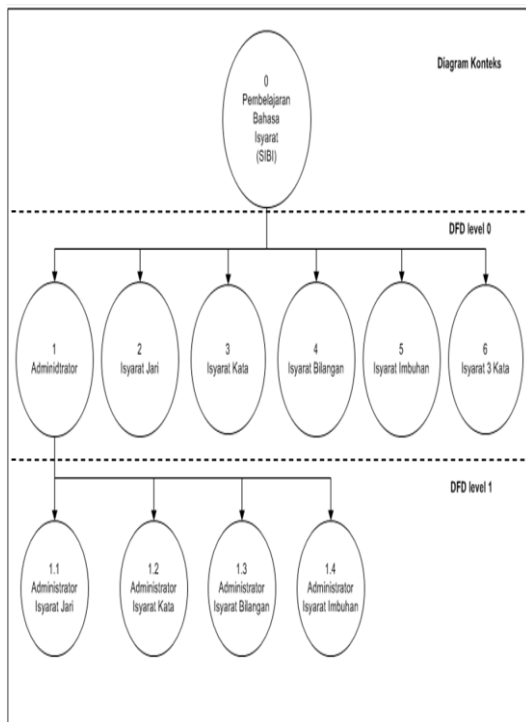 Diagram Konteks
0
Pembelajaran
Bahasa
Isyarat
(SIBI)
DFD level 0
1
Adminidtrator
2
Isyarat Jari
3
Isyarat Kata
4
Isyarat Bilangan
5
Isyarat Imbuhan
6
Isyarat 3 Kata
DFD level 1
1.1
Administrator
Isyarat Jari
1.2
Administrator
Isyarat Kata
1.3
Administrator
Isyarat Bilangan
1.4
Administrator
Isyarat Imbuhan